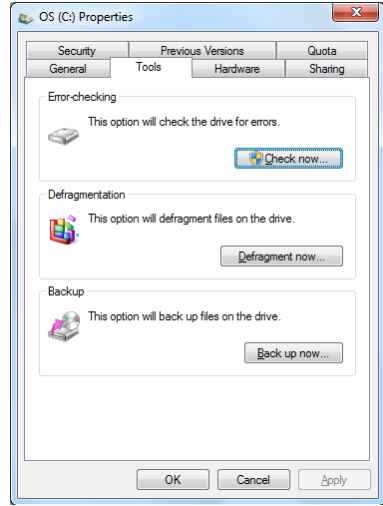 OS (C:) Properties
Security Previous Versions Quota
General Tools Hardware Sharing
Error-checking
This option will check the drive for errors.
Check now...
Defragmentation
This option will defragment files on the drive.
Defragment now...
Backup
This option will back up files on the drive.
Back up now...
OK Cancel Apply